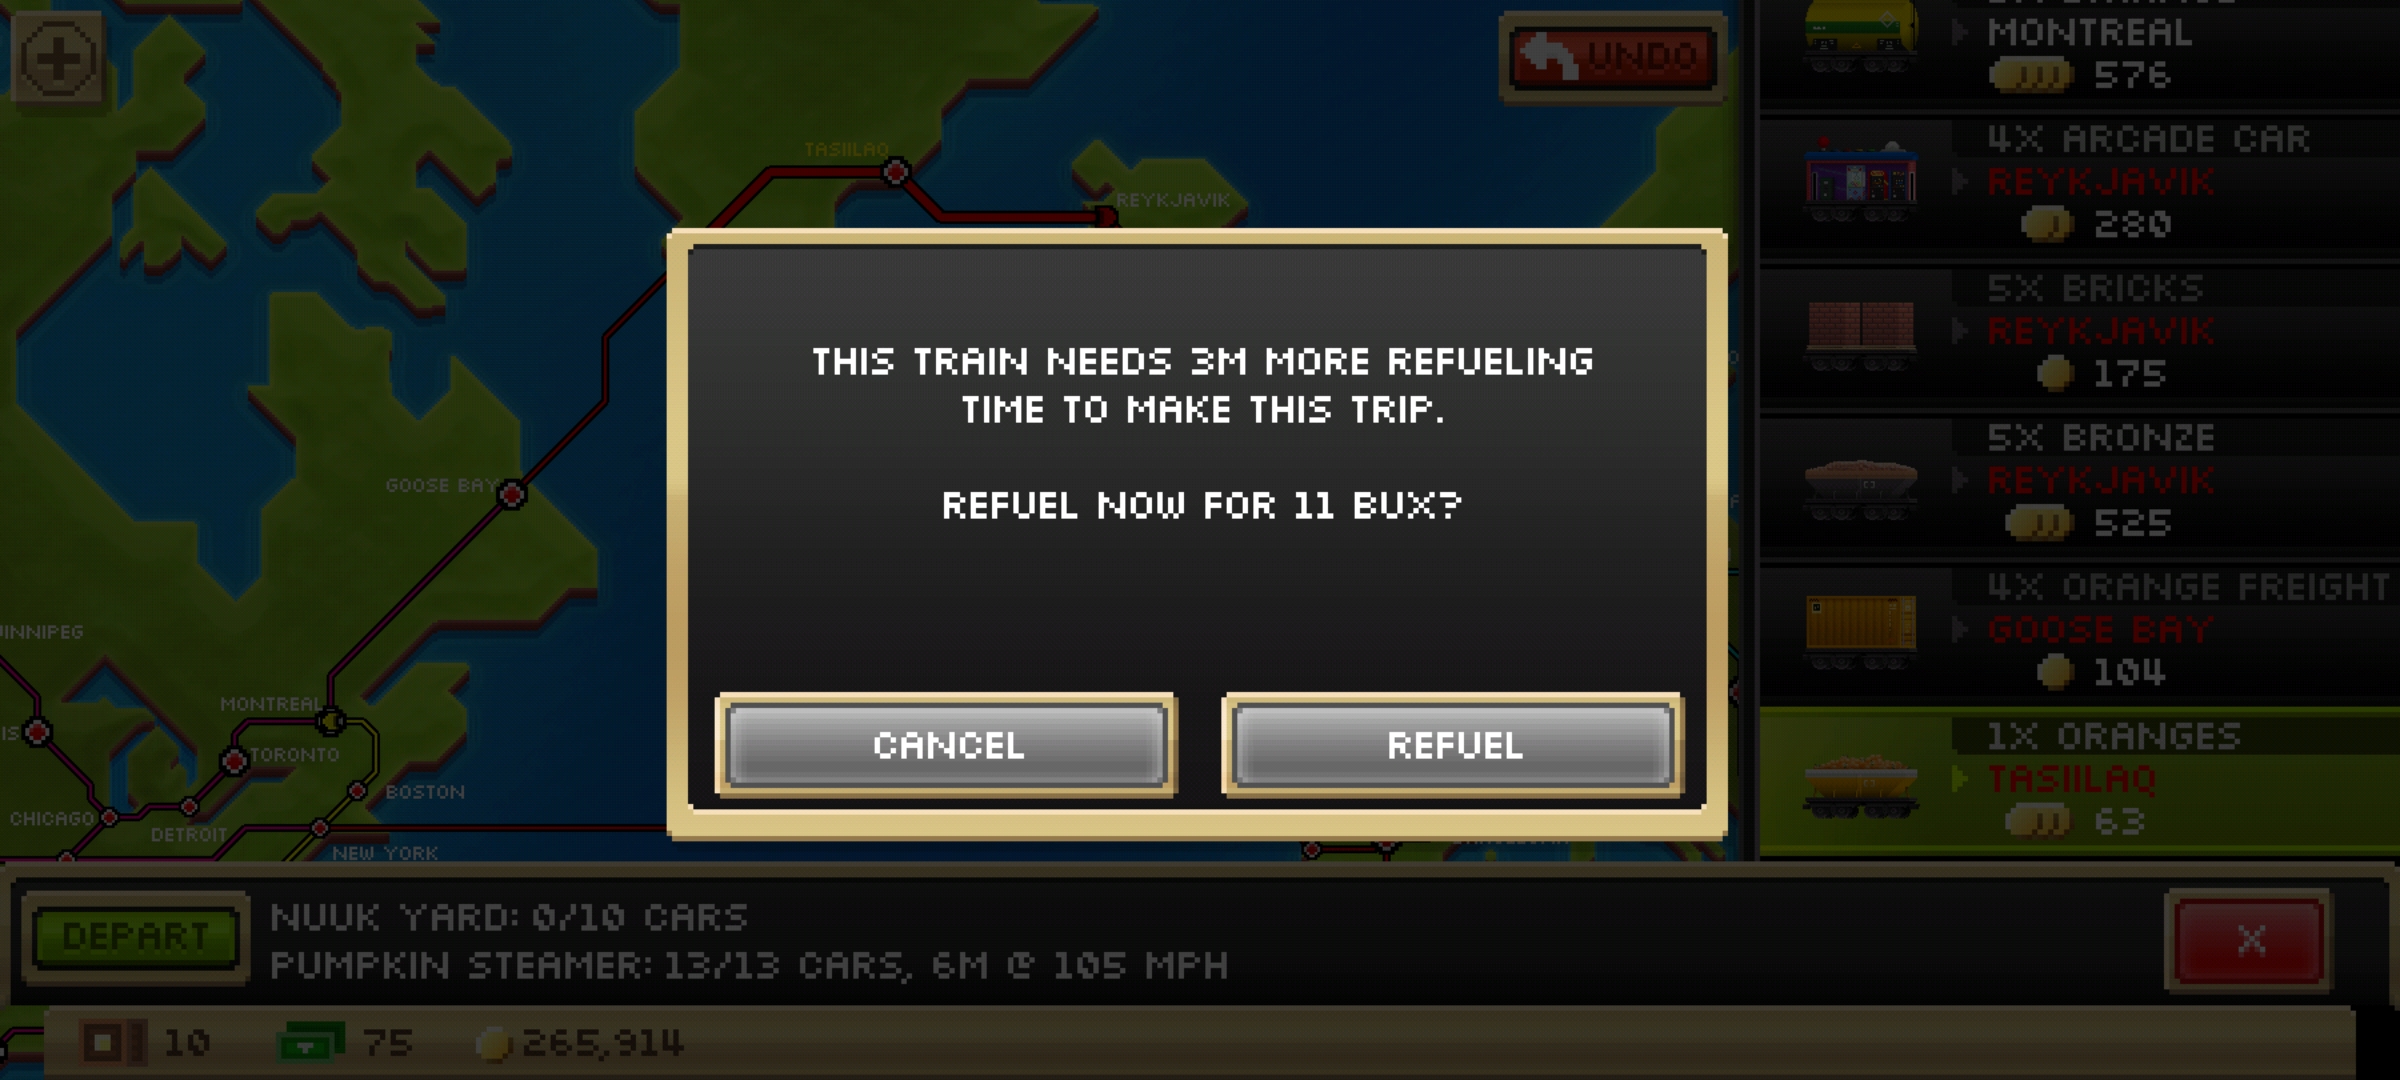 UNDO
MONTREAL
576
4X ARCADE CAR
REYKJAVIK
280
5X BRICKS
REYKJAVIK
175
5X BRONZE
REYKJAVIK
525
4X ORANGE FREIGHT
GOOSE BAY
104
1X ORANGES
TASIILAQ
63
TASIILAQ
REYKJAVIK
GOOSE BAY
INNIPEG
MONTREAL
IS
TORONTO
BOSTON
CHICAGO
DETROIT
NEW YORK
THIS TRAIN NEEDS 3M MORE REFUELING
TIME TO MAKE THIS TRIP.
REFUEL NOW FOR 11 BUX?
CANCEL
REFUEL
DEPART
NUUK YARD: 0/10 CARS
PUMPKIN STEAMER: 13/13 CARS, 6M @ 105 MPH
X
10
75
265,914